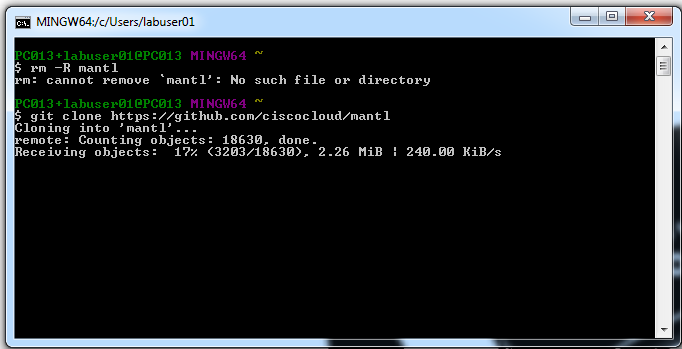 MINGW64:/c/Users/labuser01
PC013+labuser01@PC013 MINGW64 ~
$ rm -R mantl
rm: cannot remove `mantl': No such file or directory
PC013+labuser01@PC013 MINGW64 ~
$ git clone https://github.com/ciscocloud/mantl
Cloning into 'mantl'...
remote: Counting objects: 18630, done.
Receiving objects:  17% (3203/18630), 2.26 MiB ¦ 240.00 KiB/s